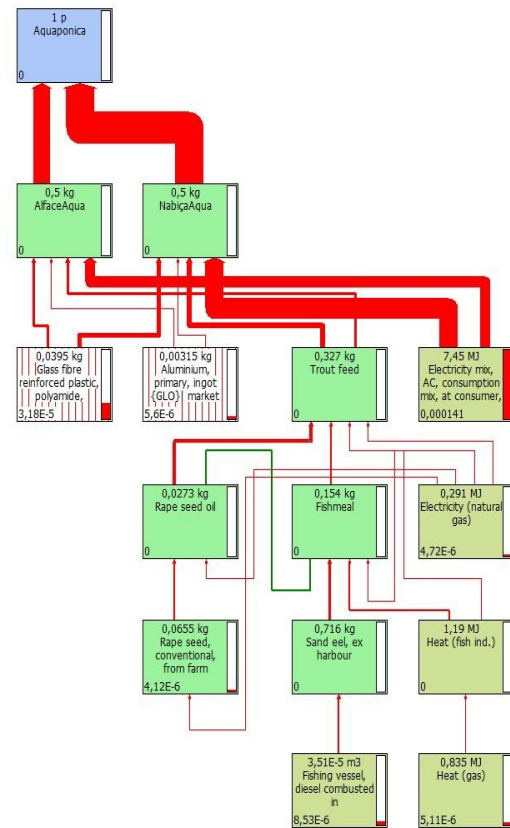 1 p
Aquaponica
0
0,5 kg
AlfaceAqua
0
0,5 kg
NabiçaAqua
0
0,0395 kg
Glass fibre
reinforced plastic,
polyamide,
3,18E-5
0,00315 kg
Aluminium,
primary, ingot
{GLO}| market
5,6E-6
0,327 kg
Trout feed
0
7,45 MJ
Electricity mix,
AC, consumption
mix, at consumer,
0,000141
0,0273 kg
Rape seed oil
0
0,154 kg
Fishmeal
0
0,291 MJ
Electricity (natural
gas)
4,72E-6
0,0655 kg
Rape seed,
conventional,
from farm
4,12E-6
0,716 kg
Sand eel, ex
harbour
0
1,19 MJ
Heat (fish ind.)
0
3,51E-5 m3
Fishing vessel,
diesel combusted
in
8,53E-6
0,835 MJ
Heat (gas)
5,11E-6